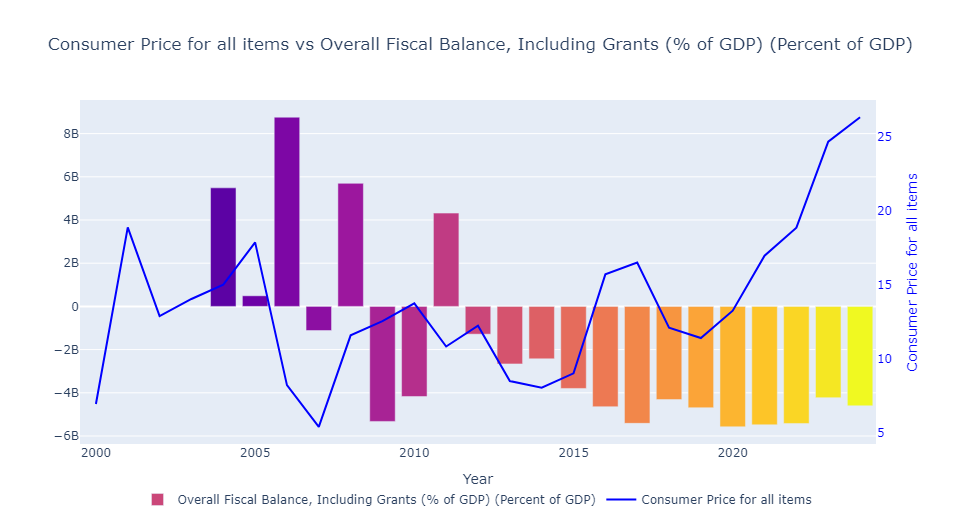 Consumer Price for all items vs Overall Fiscal Balance, Including Grants (% of GDP) (Percent of GDP)
8B
6B
4B
2B
0
−2B
−4B
−6B
25
20
15
10
5
Consumer Price for all items
2000 2005 2010 2015 2020
Year
Overall Fiscal Balance, Including Grants (% of GDP) (Percent of GDP) Consumer Price for all items